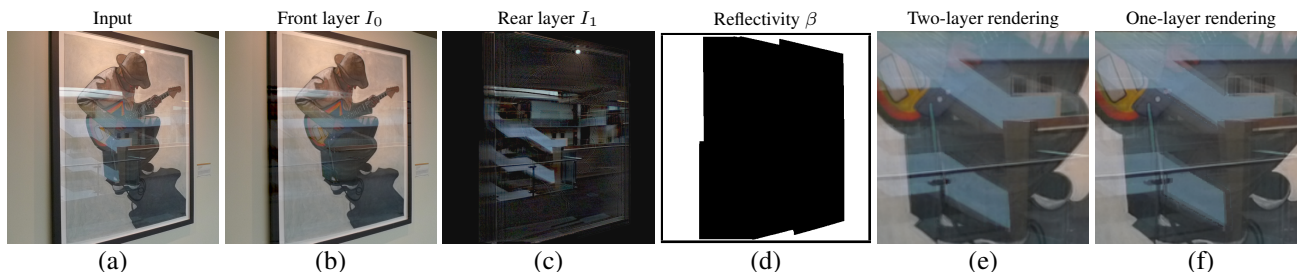 Input Front layer I₀ Rear layer I₁ Reflectivity β Two-layer rendering One-layer rendering
(a) (b) (c) (d) (e) (f)